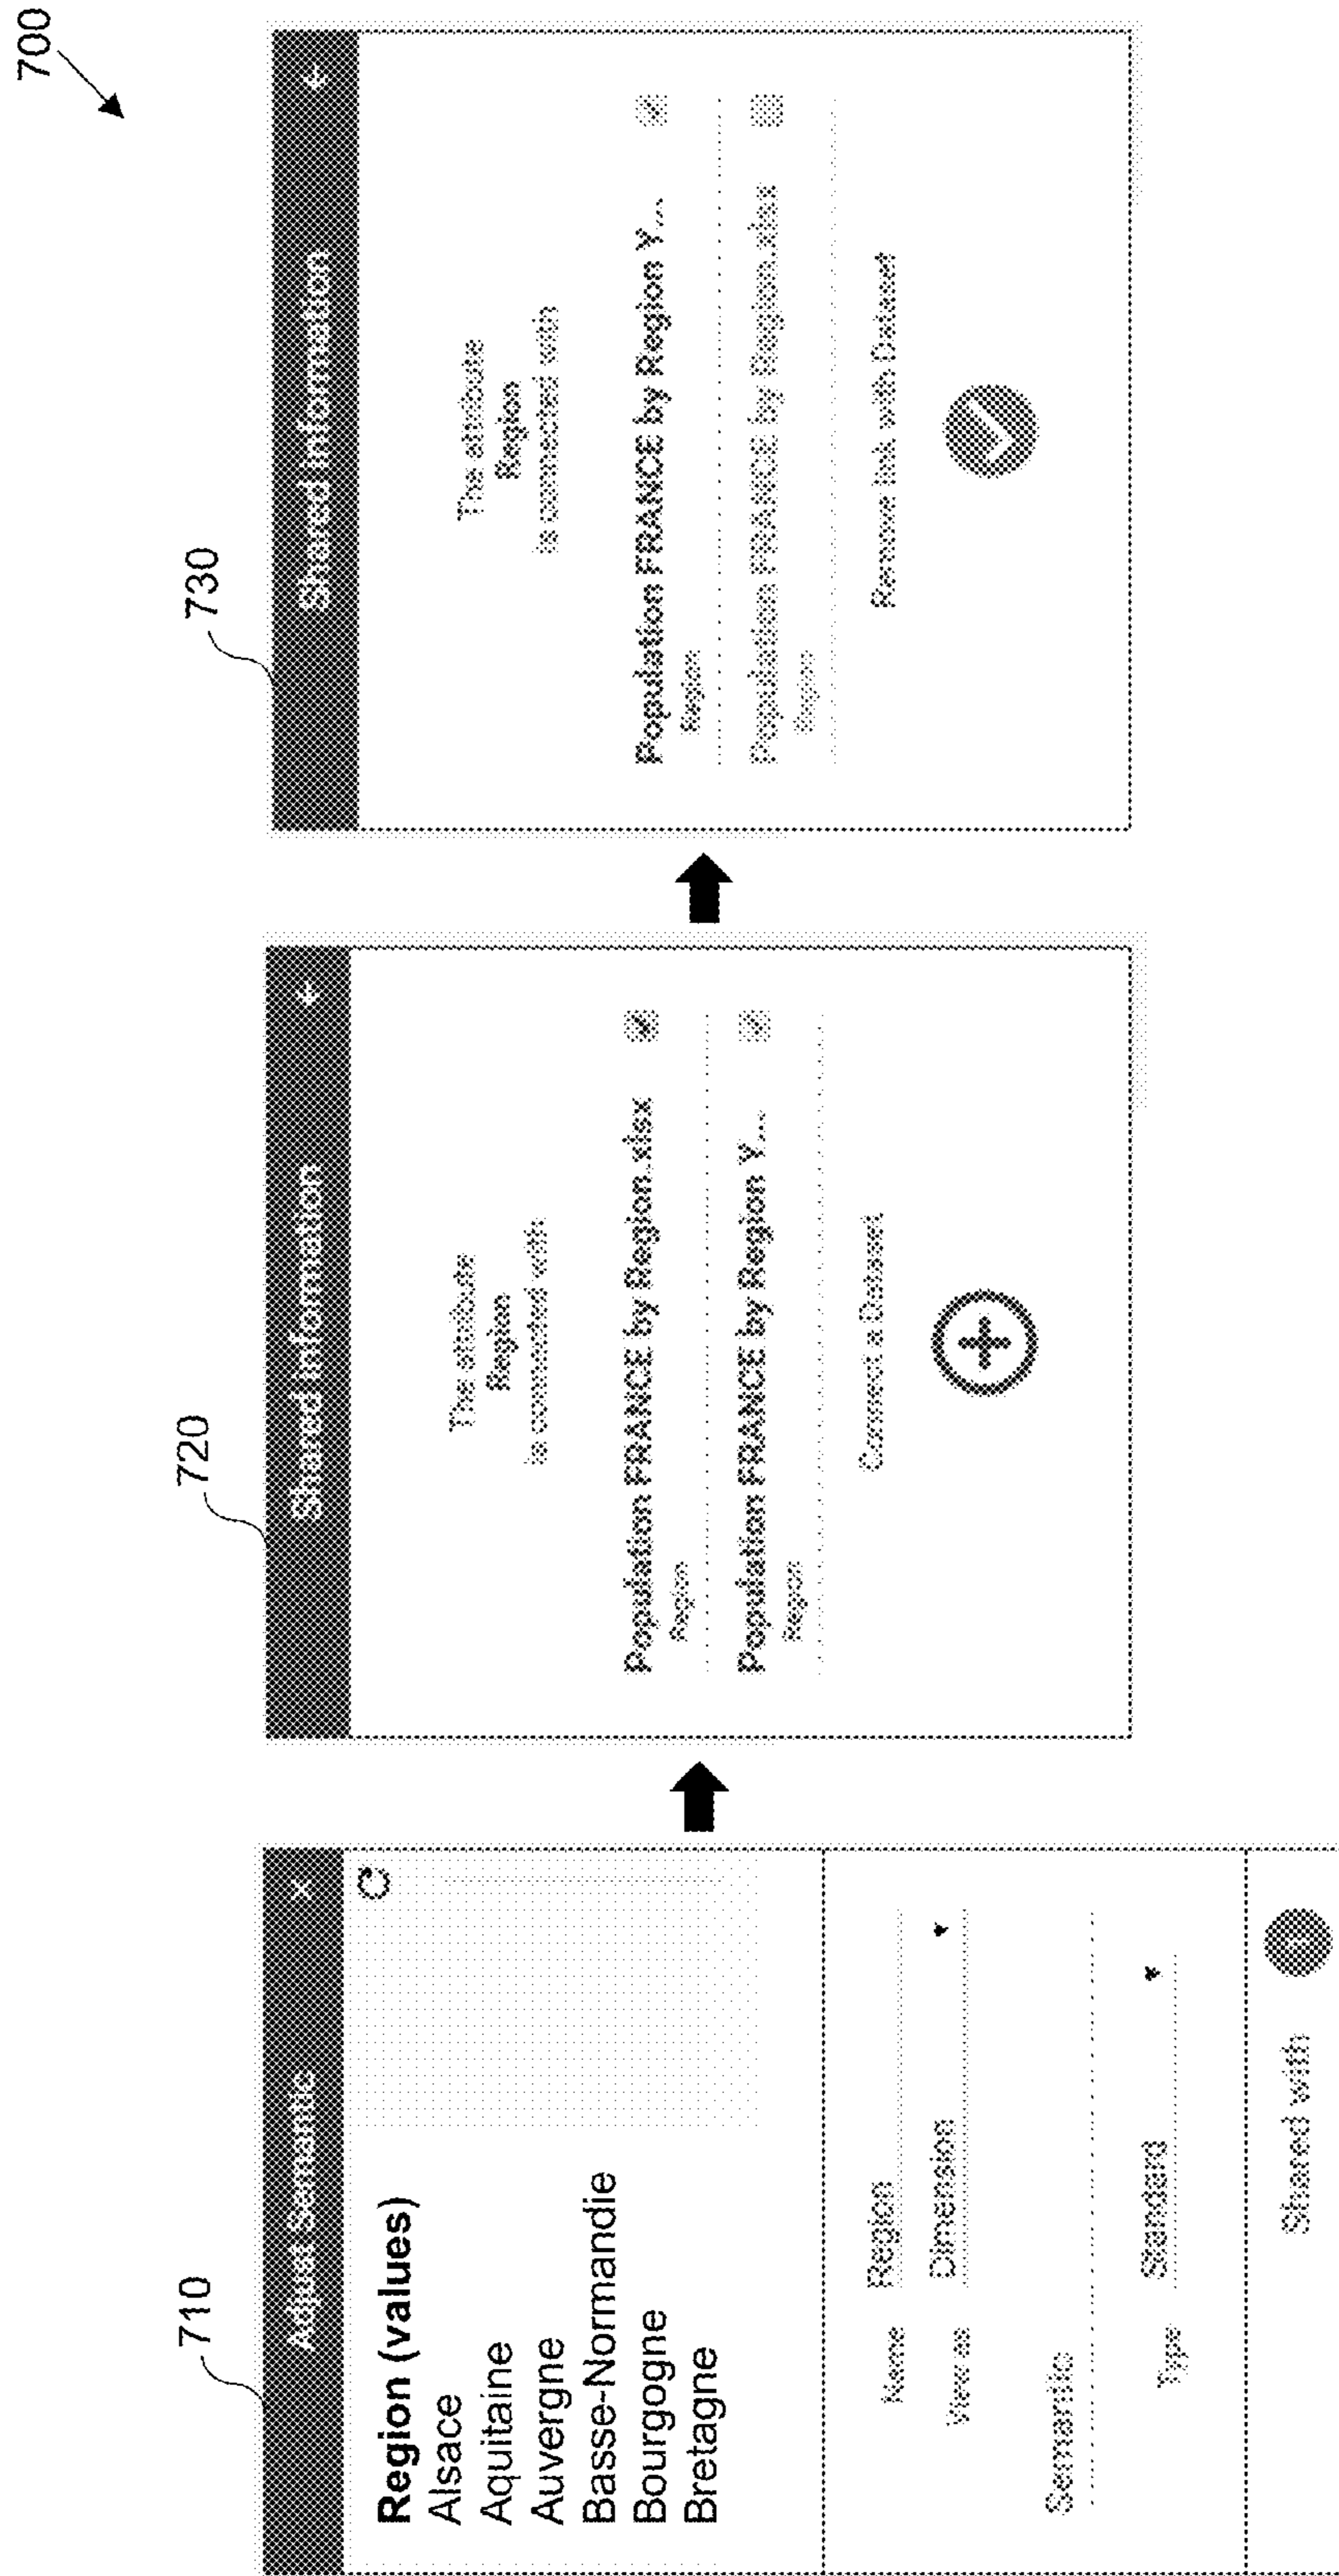 700
710
Adjust Semantic
×
Region (values)
Alsace
Aquitaine
Auvergne
Basse-Normandie
Bourgogne
Bretagne
Name Region
View as Dimension
Semantic
Type Standard
Shared with
720
Shared Information
The attribute
Region
is connected with
Population FRANCE by Region.xlsx
Region
Population FRANCE by Region Y...
Region
Connect a Dataset
730
Shared Information
The attribute
Region
is connected with
Population FRANCE by Region Y...
Region
Population FRANCE by Region.xlsx
Region
Remove link with Dataset